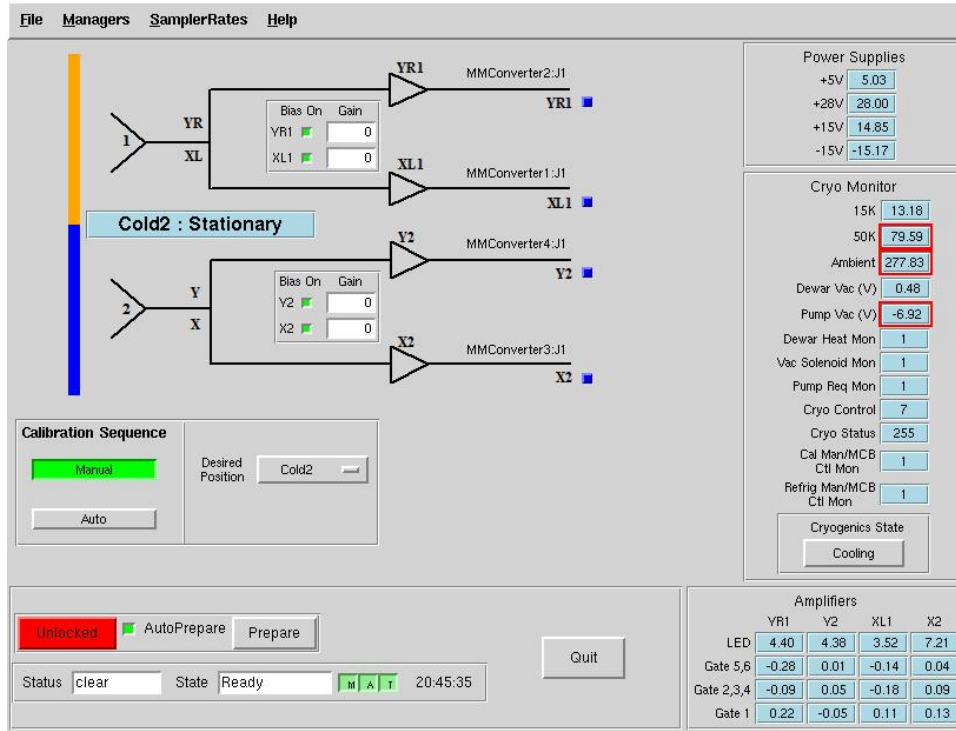 File Managers SamplerRates Help
YR1 MMConverter2:J1
YR1
Bias On Gain
YR1 0
XL1 0
1 YR
XL
XL1 MMConverter1:J1
XL1
Cold2 : Stationary
Y2 MMConverter4:J1
Y2
Bias On Gain
Y2 0
X2 0
2 Y
X
X2 MMConverter3:J1
X2
Calibration Sequence
Manual
Auto
Desired
Position
Cold2
Power Supplies
+5V 5.03
+28V 28.00
+15V 14.85
-15V -15.17
Cryo Monitor
15K 13.18
50K 79.59
Ambient 277.83
Dewar Vac (V) 0.48
Pump Vac (V) -6.92
Dewar Heat Mon 1
Vac Solenoid Mon 1
Pump Req Mon 1
Cryo Control 7
Cryo Status 255
Cal Man/MCB
Ctl Mon 1
Refrig Man/MCB
Ctl Mon 1
Cryogenics State
Cooling
Unlocked AutoPrepare Prepare
Status clear State Ready M A T 20:45:35
Quit
Amplifiers
YR1 Y2 XL1 X2
LED 4.40 4.38 3.52 7.21
Gate 5,6 -0.28 0.01 -0.14 0.04
Gate 2,3,4 -0.09 0.05 -0.18 0.09
Gate 1 0.22 -0.05 0.11 0.13